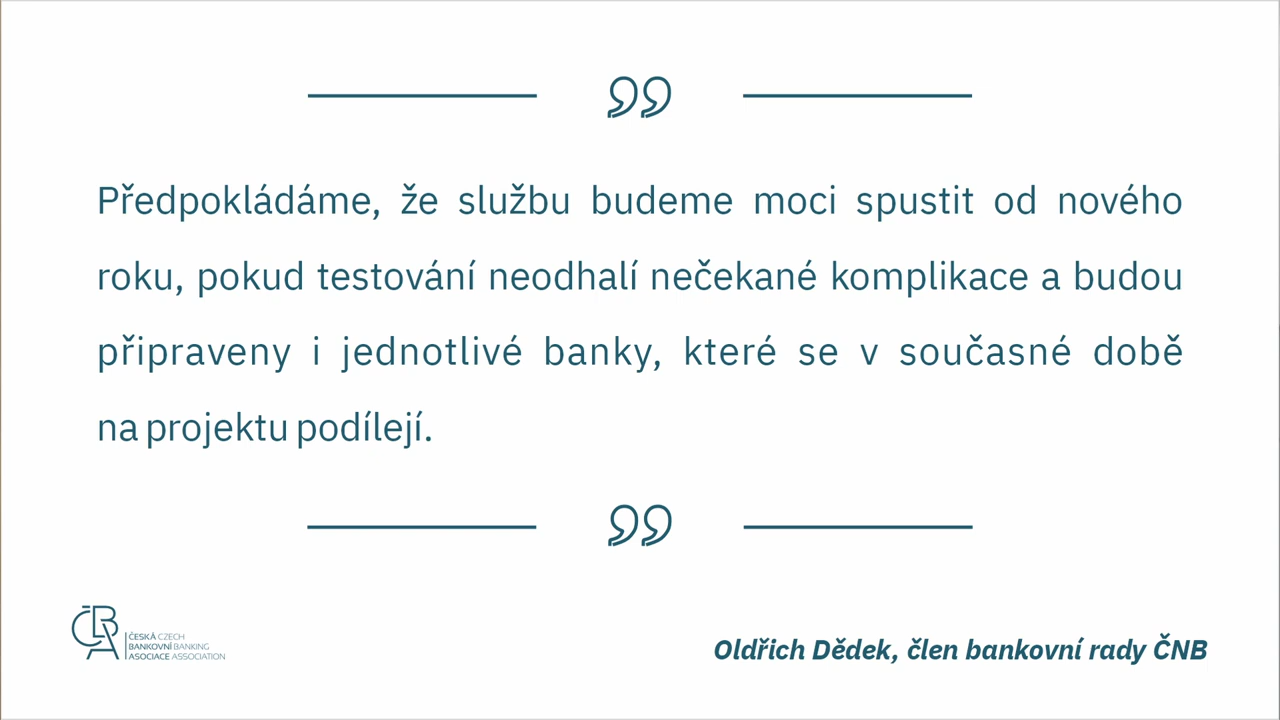 Předpokládáme, že službu budeme moci spustit od nového
roku, pokud testování neodhalí nečekané komplikace a budou
připraveny i jednotlivé banky, které se v současné době
na projektu podílejí.
ČBA
ČESKÁ CZECH
BANKOVNÍ BANKING
ASOCIACE ASSOCIATION
Oldřich Dědek, člen bankovní rady ČNB